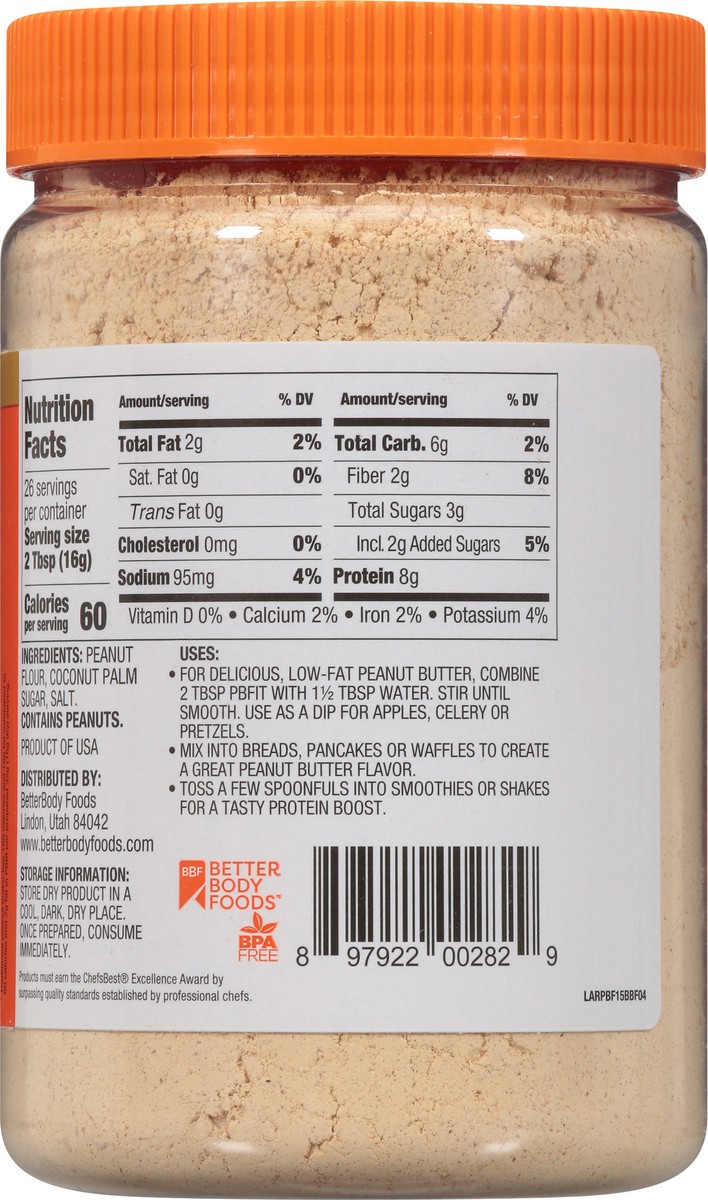 Nutrition
Facts
26 servings
per container
Serving size
2 Tbsp (16g)
Calories
per serving 60
Amount/serving % DV
Total Fat 2g 2%
Sat. Fat 0g 0%
Trans Fat 0g
Cholesterol 0mg 0%
Sodium 95mg 4%
Amount/serving % DV
Total Carb. 6g 2%
Fiber 2g 8%
Total Sugars 3g
Incl. 2g Added Sugars 5%
Protein 8g
Vitamin D 0% • Calcium 2% • Iron 2% • Potassium 4%
INGREDIENTS: PEANUT
FLOUR, COCONUT PALM
SUGAR, SALT.
CONTAINS PEANUTS.
PRODUCT OF USA
DISTRIBUTED BY:
BetterBody Foods
Lindon, Utah 84042
www.betterbodyfoods.com
STORAGE INFORMATION:
STORE DRY PRODUCT IN A
COOL, DARK, DRY PLACE.
ONCE PREPARED, CONSUME
IMMEDIATELY.
USES:
• FOR DELICIOUS, LOW-FAT PEANUT BUTTER, COMBINE
2 TBSP PBFIT WITH 1½ TBSP WATER. STIR UNTIL
SMOOTH. USE AS A DIP FOR APPLES, CELERY OR
PRETZELS.
• MIX INTO BREADS, PANCAKES OR WAFFLES TO CREATE
A GREAT PEANUT BUTTER FLAVOR.
• TOSS A FEW SPOONFULS INTO SMOOTHIES OR SHAKES
FOR A TASTY PROTEIN BOOST.
BBF BETTER
BODY
FOODS™
BPA
FREE
8 97922 00282 9
Products must earn the ChefsBest® Excellence Award by
surpassing quality standards established by professional chefs.
LARPBF15BBF04